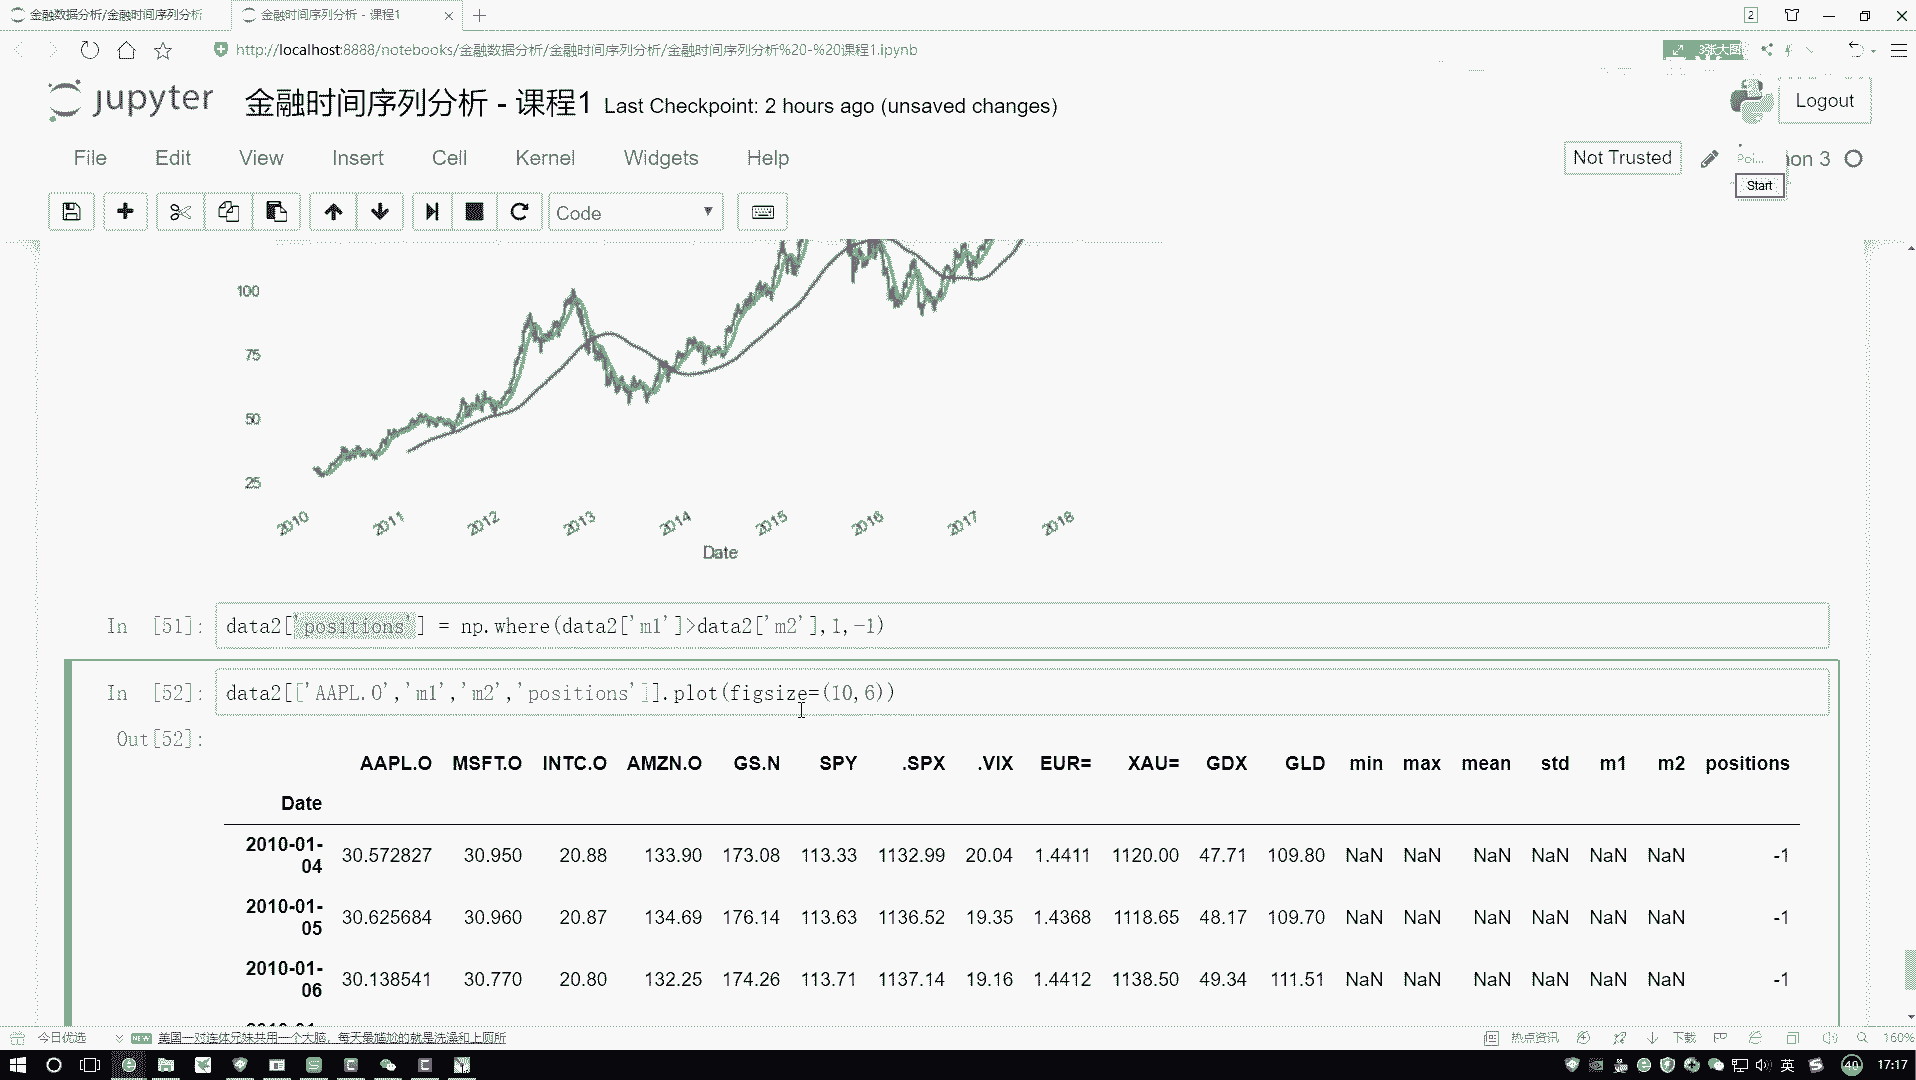 金融数据分析/金融时间序列分析
金融时间序列分析 - 课程1
2
http://localhost:8888/notebooks/金融数据分析/金融时间序列分析/金融时间序列分析%20-%20课程1.ipynb
3张大图
jupyter 金融时间序列分析 - 课程1 Last Checkpoint: 2 hours ago (unsaved changes)
Logout
File Edit View Insert Cell Kernel Widgets Help
Not Trusted
Poi...
on 3
Start
Code
100
75
50
25
2010 2011 2012 2013 2014 2015 2016 2017 2018
Date
In [51]: data2['positions'] = np.where(data2['m1']>data2['m2'],1,-1)
In [52]: data2[['AAPL.O','m1','m2','positions']].plot(figsize=(10,6))
Out[52]:
AAPL.O MSFT.O INTC.O AMZN.O GS.N SPY .SPX .VIX EUR= XAU= GDX GLD min max mean std m1 m2 positions
Date
2010-01-04 30.572827 30.950 20.88 133.90 173.08 113.33 1132.99 20.04 1.4411 1120.00 47.71 109.80 NaN NaN NaN NaN NaN NaN -1
2010-01-05 30.625684 30.960 20.87 134.69 176.14 113.63 1136.52 19.35 1.4368 1118.65 48.17 109.70 NaN NaN NaN NaN NaN NaN -1
2010-01-06 30.138541 30.770 20.80 132.25 174.26 113.71 1137.14 19.16 1.4412 1138.50 49.34 111.51 NaN NaN NaN NaN NaN NaN -1
今日优选
NEW 美国一对连体兄妹共用一个大脑，每天最尴尬的就是洗澡和上厕所
热点资讯
下载
160%
英
40
17:17